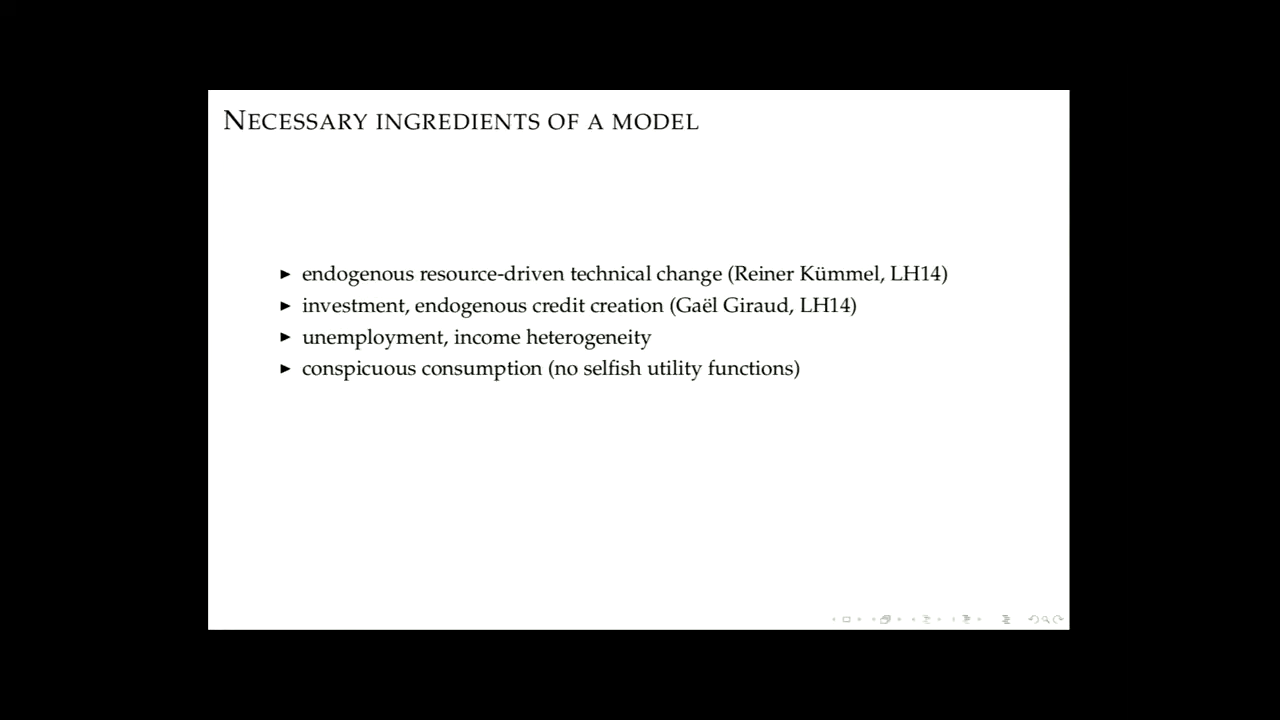 NECESSARY INGREDIENTS OF A MODEL
▶ endogenous resource-driven technical change (Reiner Kümmel, LH14)
▶ investment, endogenous credit creation (Gaël Giraud, LH14)
▶ unemployment, income heterogeneity
▶ conspicuous consumption (no selfish utility functions)